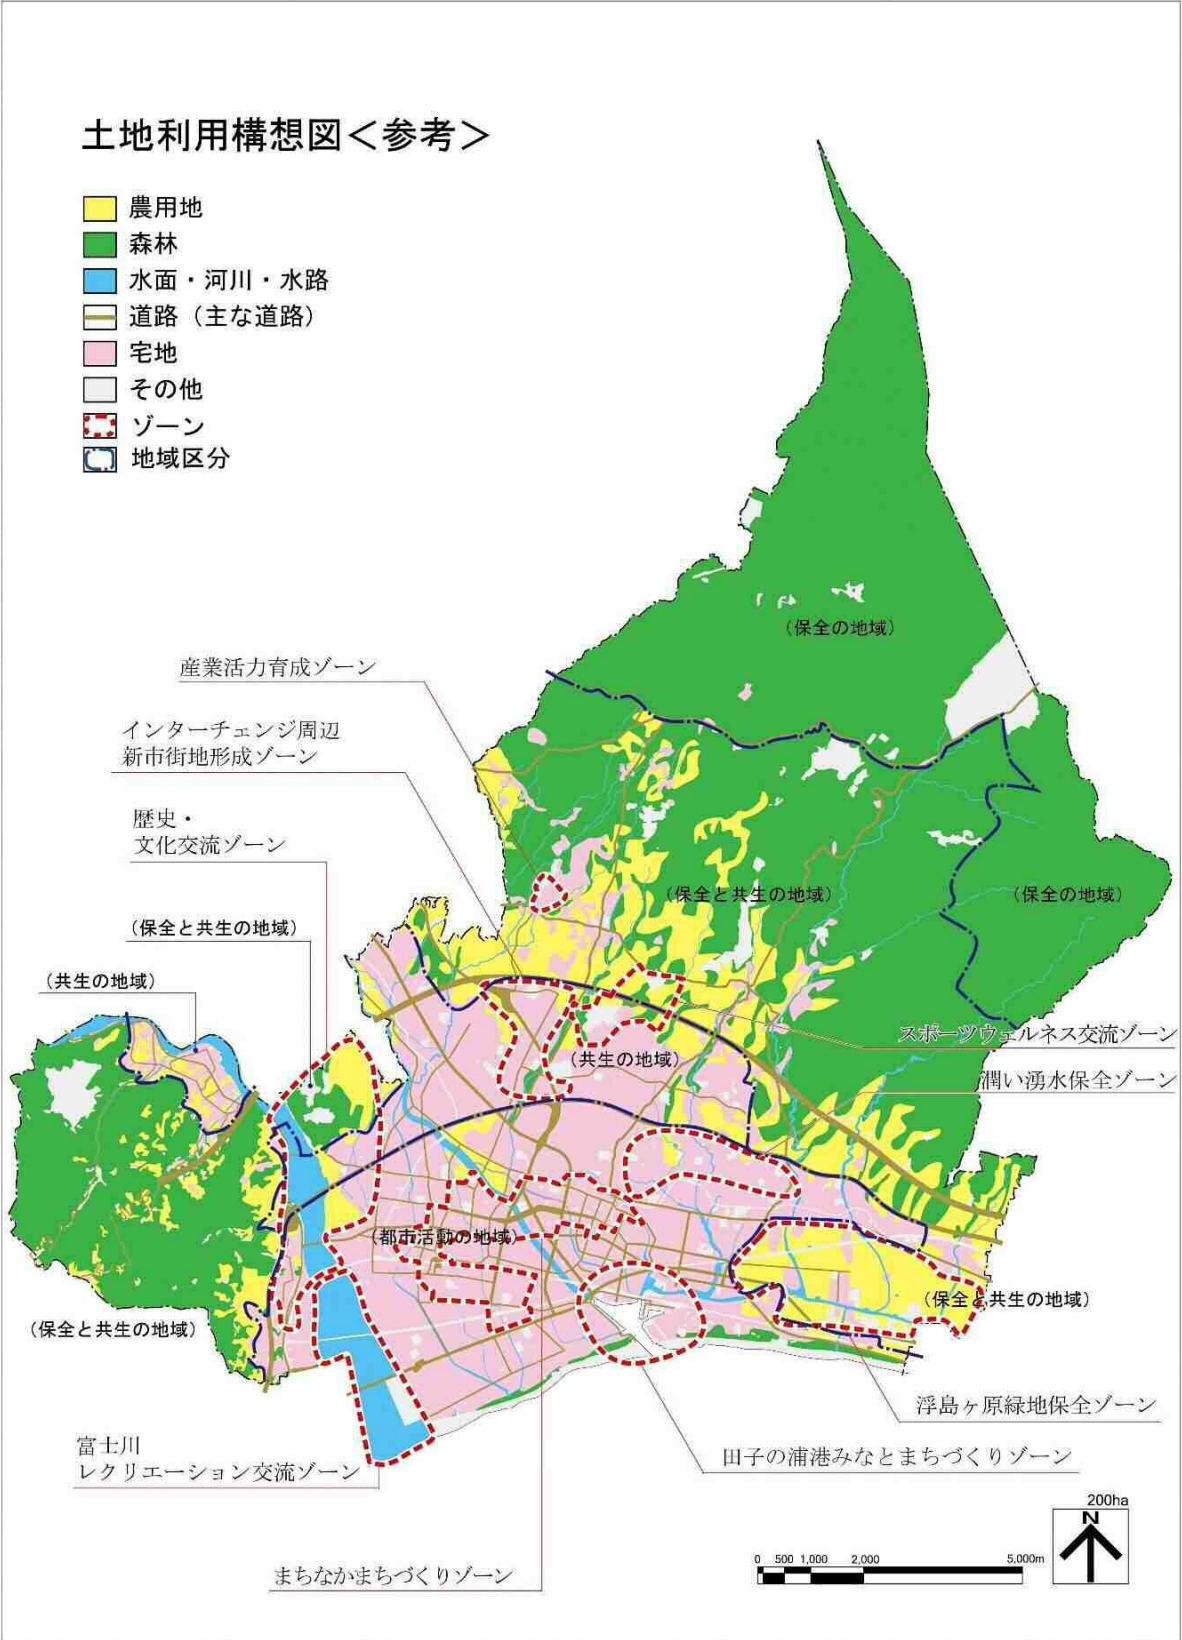 土地利用構想図＜参考＞
農用地
森林
水面・河川・水路
道路（主な道路）
宅地
その他
ゾーン
地域区分
（保全の地域）
産業活力育成ゾーン
インターチェンジ周辺
新市街地形成ゾーン
歴史・
文化交流ゾーン
（保全と共生の地域）
（保全の地域）
（保全と共生の地域）
（共生の地域）
スポーツウェルネス交流ゾーン
（共生の地域）
潤い湧水保全ゾーン
（都市活動の地域）
（保全と共生の地域）
（保全と共生の地域）
浮島ヶ原緑地保全ゾーン
富士川
レクリエーション交流ゾーン
田子の浦港みなとまちづくりゾーン
まちなかまちづくりゾーン
200ha
N
0 500 1,000 2,000 5,000m